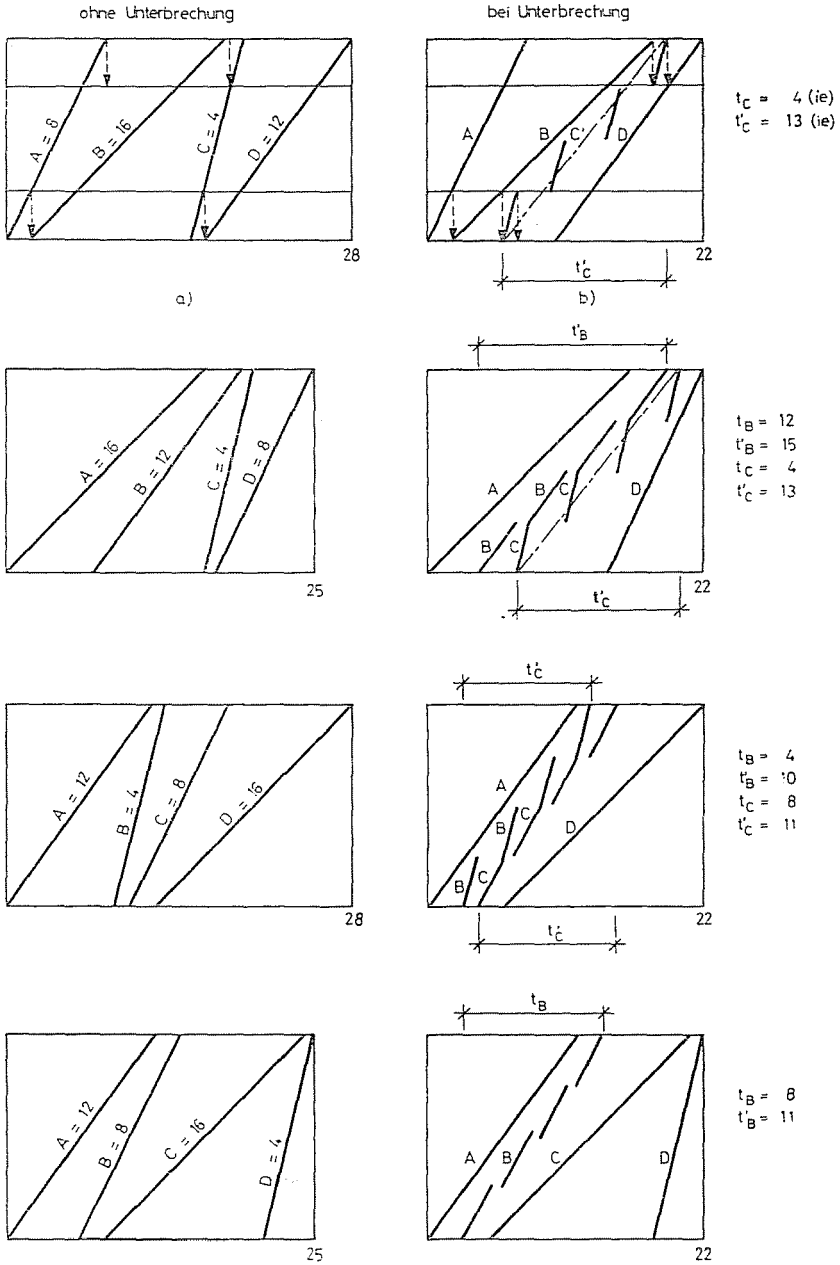 ohne Unterbrechung
bei Unterbrechung
A = 8
B = 16
C = 4
D = 12
28
a)
A
B
C'
D
22
t'C
b)
tC = 4 (ie)
t'C = 13 (ie)
A = 16
B = 12
C = 4
D = 8
25
t'B
A
B
C
D
B
C
22
t'C
tB = 12
t'B = 15
tC = 4
t'C = 13
A = 12
B = 4
C = 8
D = 16
28
t'C
A
B
C
D
B
C
22
t'C
tB = 4
t'B = 10
tC = 8
t'C = 11
A = 12
B = 8
C = 16
D = 4
25
tB
A
B
C
D
22
tB = 8
t'B = 11